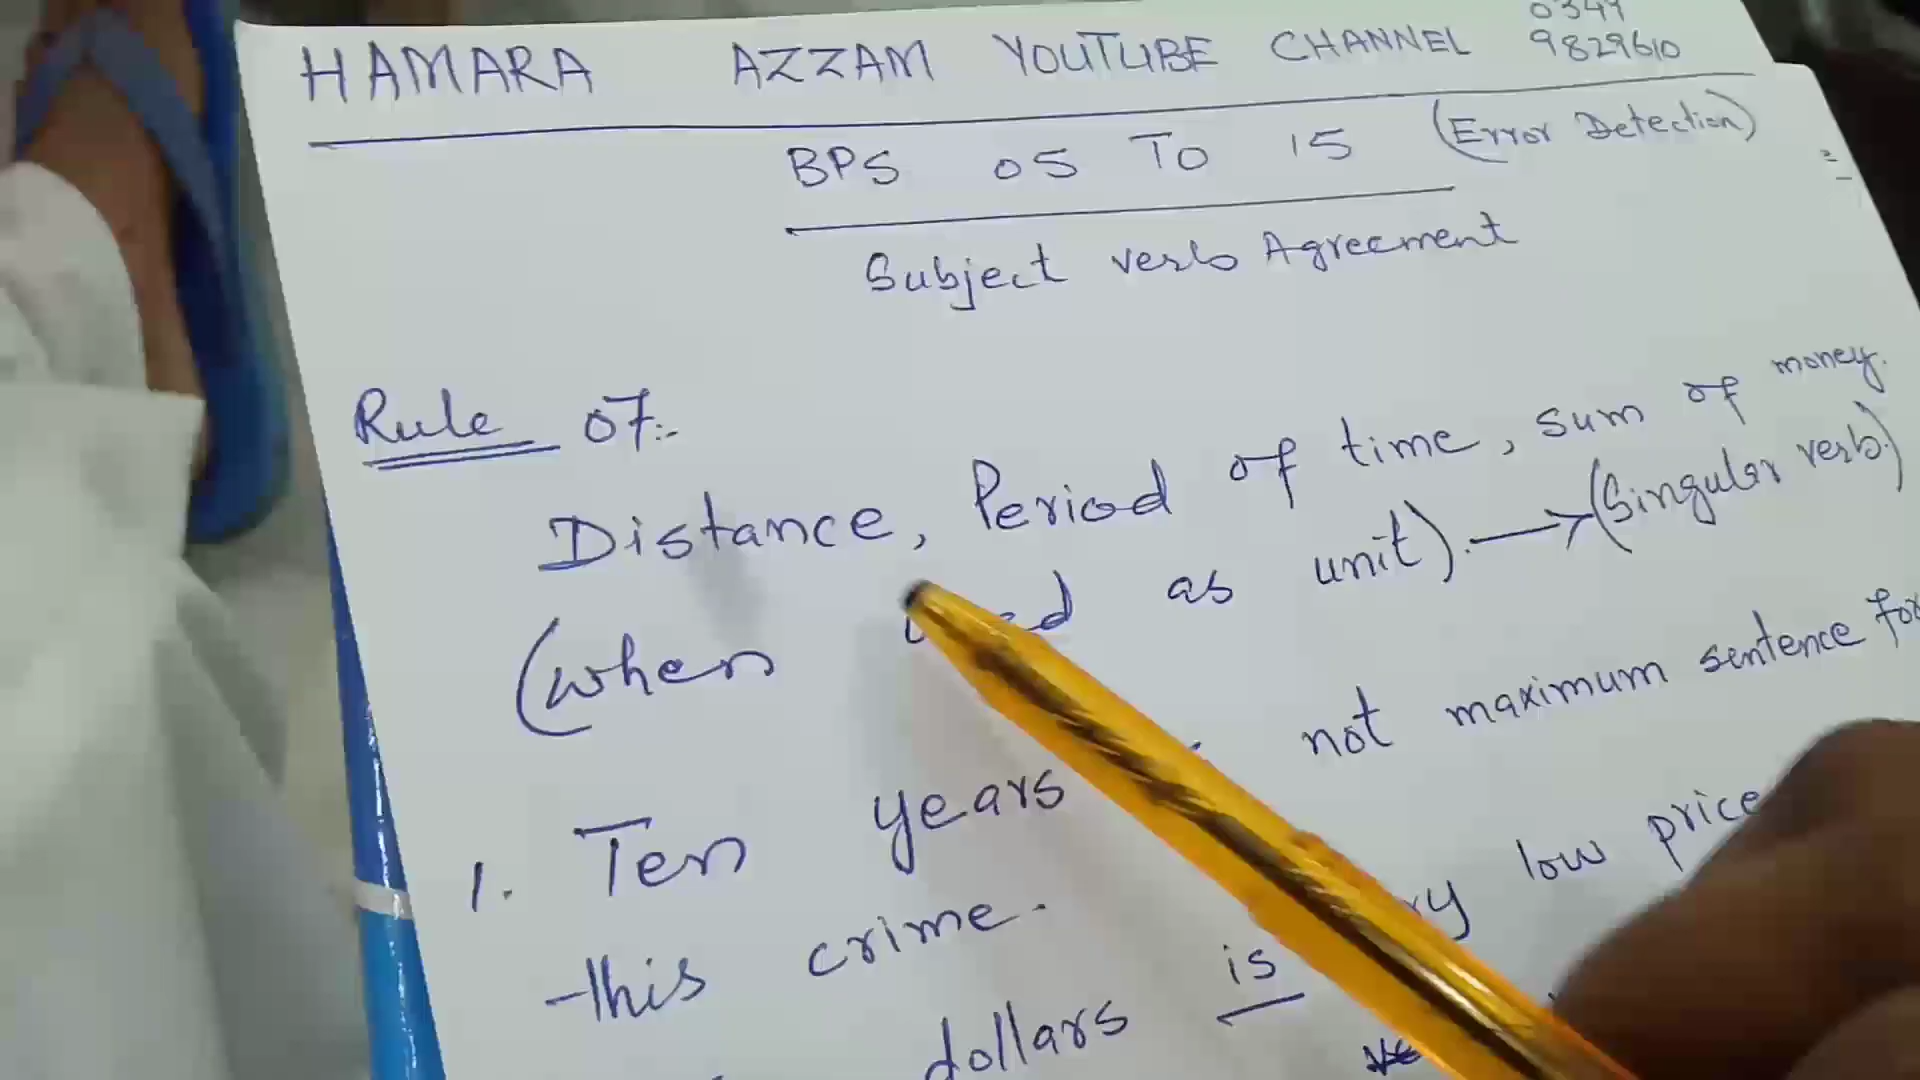 HAMARA AZZAM YOUTUBE CHANNEL 0349
9829610
BPS 05 TO 15 (Error Detection)
Subject verb Agreement
Rule 07:-
Distance, Period of time, sum of money.
(when as unit). → (Singular verb)
1. Ten years not maximum sentence for
this crime.
dollars is low price